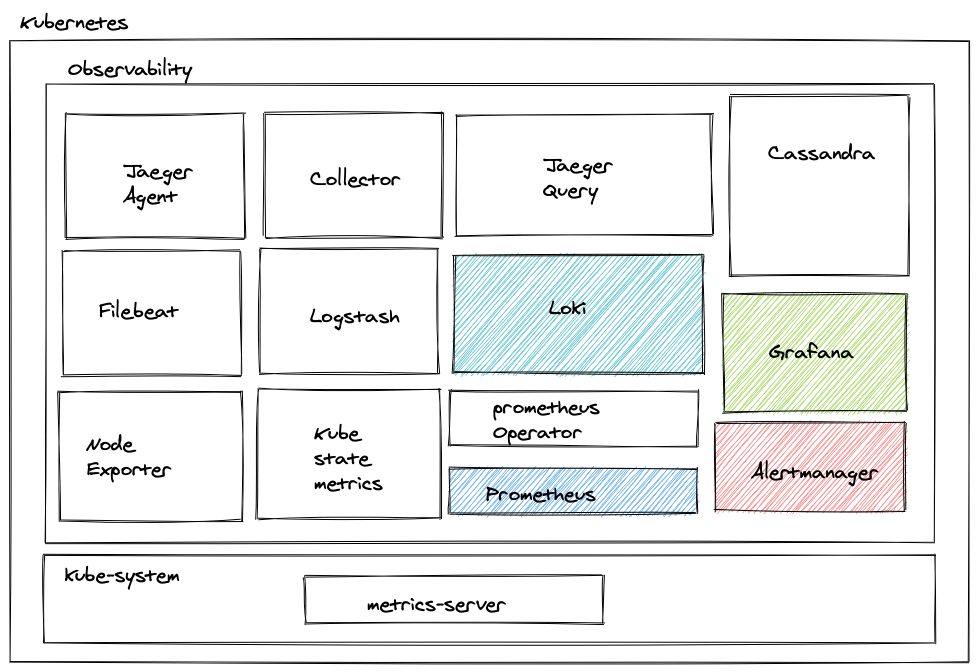 Kubernetes
Observability
Jaeger
Agent
Collector
Jaeger
Query
Cassandra
Filebeat
Logstash
Loki
Grafana
Node
Exporter
Kube
state
metrics
prometheus
Operator
Prometheus
Alertmanager
Kube-system
metrics-server